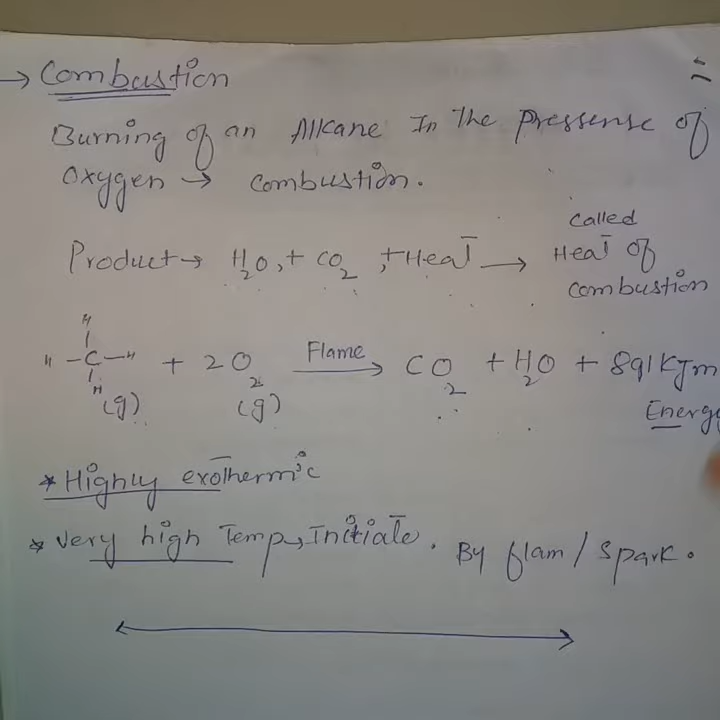 → Combustion
Burning of an Alkane In The pressense of
Oxygen → combustion.
Product → H2O, + CO2, + Heat → called Heat of combustion
H
H - C - H + 2O2 Flame → CO2 + H2O + 891 KJm
H
(g) (g) Energ
* Highly exothermic
* Very high Temp → Initiate. By flam / Spark.